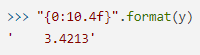 >>> "{0:10.4f}".format(y)
'    3.4213'